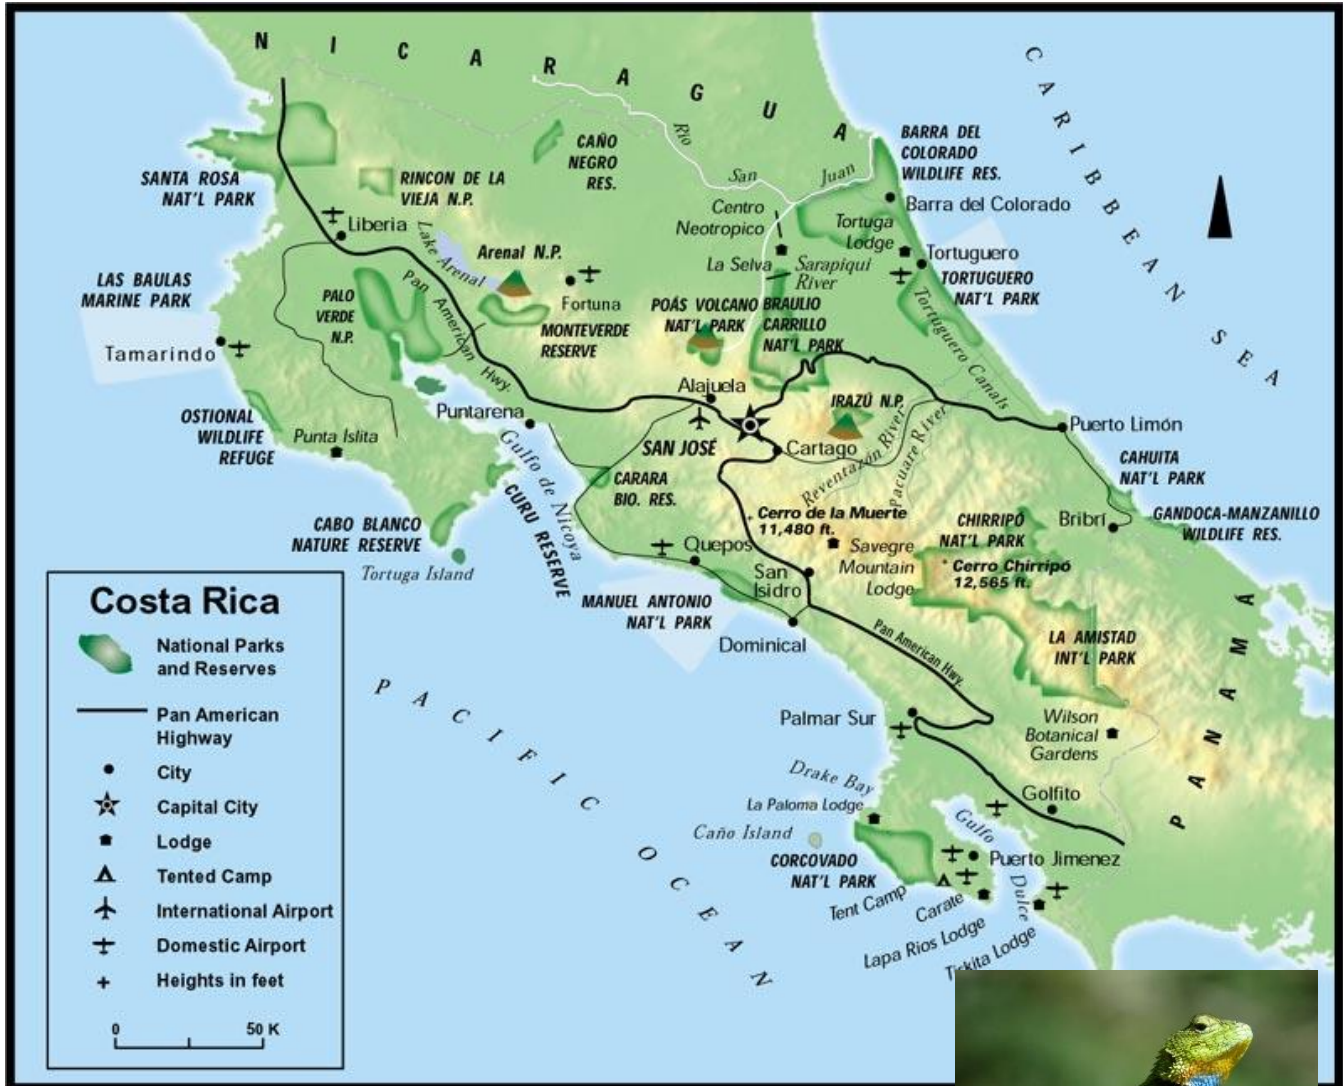 NICARAGUA
CARIBBEAN SEA
SANTA ROSA
NAT'L PARK
RINCON DE LA
VIEJA N.P.
CAÑO
NEGRO
RES.
Rio
San
Juan
BARRA DEL
COLORADO
WILDLIFE RES.
Barra del Colorado
Centro
Neotropico
Tortuga
Lodge
Tortuguero
TORTUGUERO
NAT'L PARK
La Selva
Sarapiquí
River
Liberia
Lake Arenal
Arenal N.P.
Fortuna
LAS BAULAS
MARINE PARK
PALO
VERDE
N.P.
Pan American Hwy.
MONTEVERDE
RESERVE
POÁS VOLCANO
NAT'L PARK
BRAULIO
CARRILLO
NAT'L PARK
Tortuguero Canals
Tamarindo
Alajuela
IRAZÚ N.P.
OSTIONAL
WILDLIFE
REFUGE
Punta Islita
Puntarena
SAN JOSÉ
Cartago
Puerto Limón
Gulfo de Nicoya
CURU RESERVE
CARARA
BIO. RES.
Reventazón River
Pacuare River
CAHUITA
NAT'L PARK
Cerro de la Muerte
11,480 ft.
CHIRRIPÓ
NAT'L PARK
Bribrí
GANDOCA-MANZANILLO
WILDLIFE RES.
CABO BLANCO
NATURE RESERVE
Tortuga Island
Quepos
San
Isidro
Savegre
Mountain
Lodge
Cerro Chirripó
12,565 ft.
MANUEL ANTONIO
NAT'L PARK
Dominical
Pan American Hwy.
LA AMISTAD
INT'L PARK
PANAMÁ
PACIFIC OCEAN
Palmar Sur
Wilson
Botanical
Gardens
Drake Bay
La Paloma Lodge
Caño Island
Golfito
Gulfo
Dulce
CORCOVADO
NAT'L PARK
Puerto Jimenez
Tent Camp
Carate
Lapa Rios Lodge
Tiskita Lodge
Costa Rica
National Parks
and Reserves
Pan American
Highway
City
Capital City
Lodge
Tented Camp
International Airport
Domestic Airport
Heights in feet
0 50 K